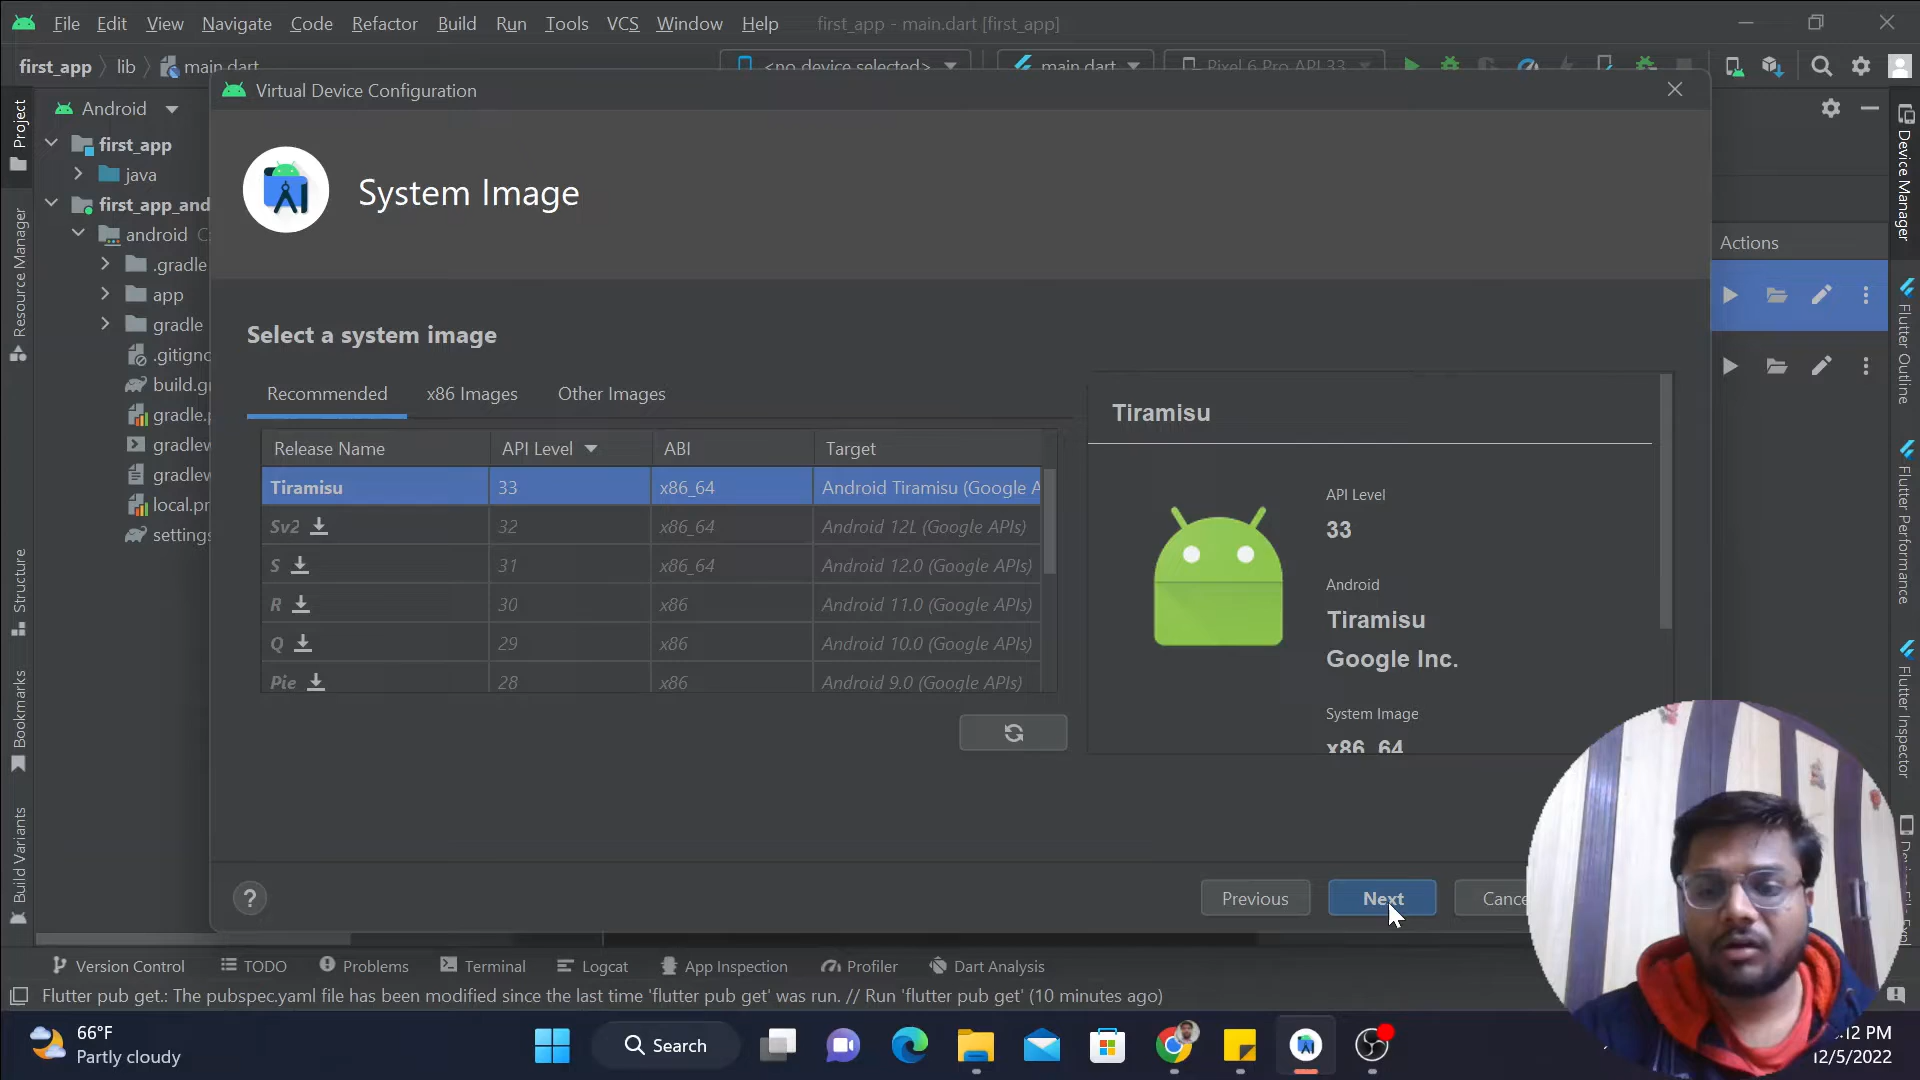 File Edit View Navigate Code Refactor Build Run Tools VCS Window Help first_app - main.dart [first_app]
first_app lib main.dart <no device selected> main.dart Pixel 6 Pro API 33
Virtual Device Configuration
Android
first_app
java
first_app_and
android
.gradle
app
gradle
.gitigno
build.gr
gradle.p
gradlew
gradlew
local.pr
settings
Project
Resource Manager
Structure
Bookmarks
Build Variants
System Image
Select a system image
Recommended x86 Images Other Images
Release Name API Level ABI Target
Tiramisu 33 x86_64 Android Tiramisu (Google A
Sv2 32 x86_64 Android 12L (Google APIs)
S 31 x86_64 Android 12.0 (Google APIs)
R 30 x86 Android 11.0 (Google APIs)
Q 29 x86 Android 10.0 (Google APIs)
Pie 28 x86 Android 9.0 (Google APIs)
Tiramisu
API Level
33
Android
Tiramisu
Google Inc.
System Image
x86_64
? Previous Next Cance
Actions
Device Manager
Flutter Outline
Flutter Performance
Flutter Inspector
Version Control TODO Problems Terminal Logcat App Inspection Profiler Dart Analysis
Flutter pub get.: The pubspec.yaml file has been modified since the last time 'flutter pub get' was run. // Run 'flutter pub get' (10 minutes ago)
66°F
Partly cloudy
Search
:12 PM
12/5/2022